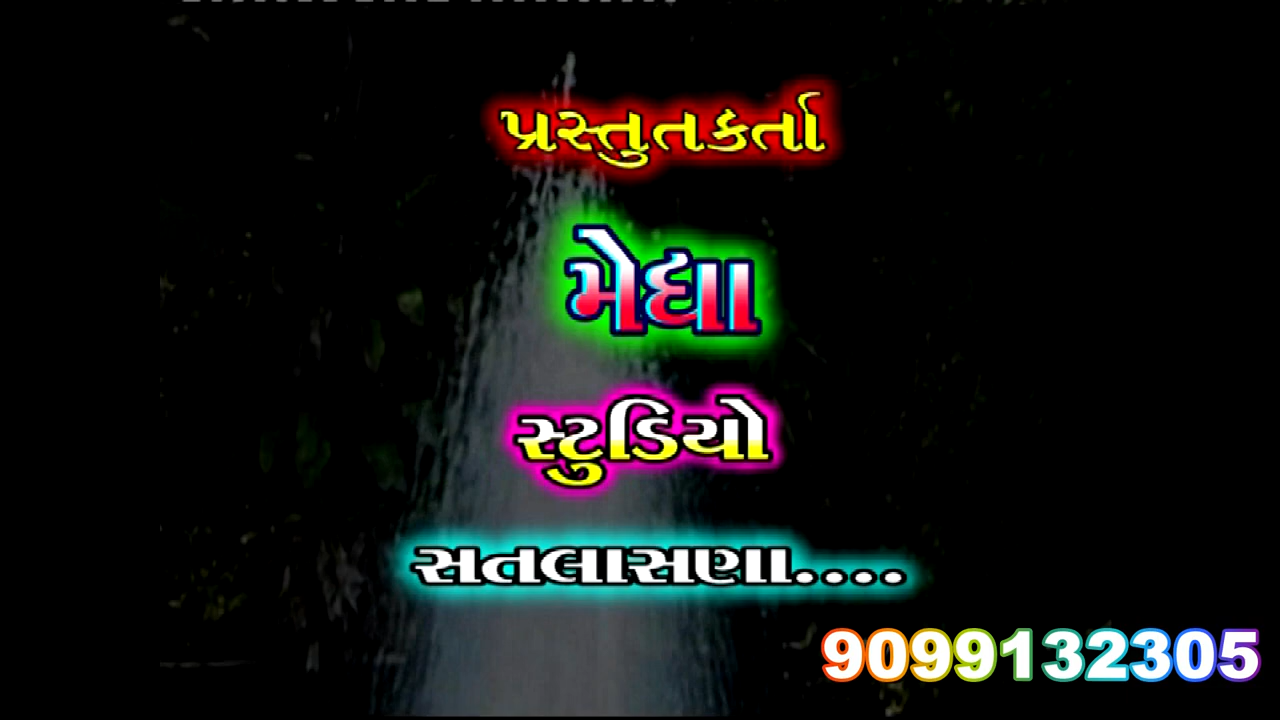 પ્રસ્તુતકર્તા
મેઘા
સ્ટુડિયો
સતલાસણા....
9099132305